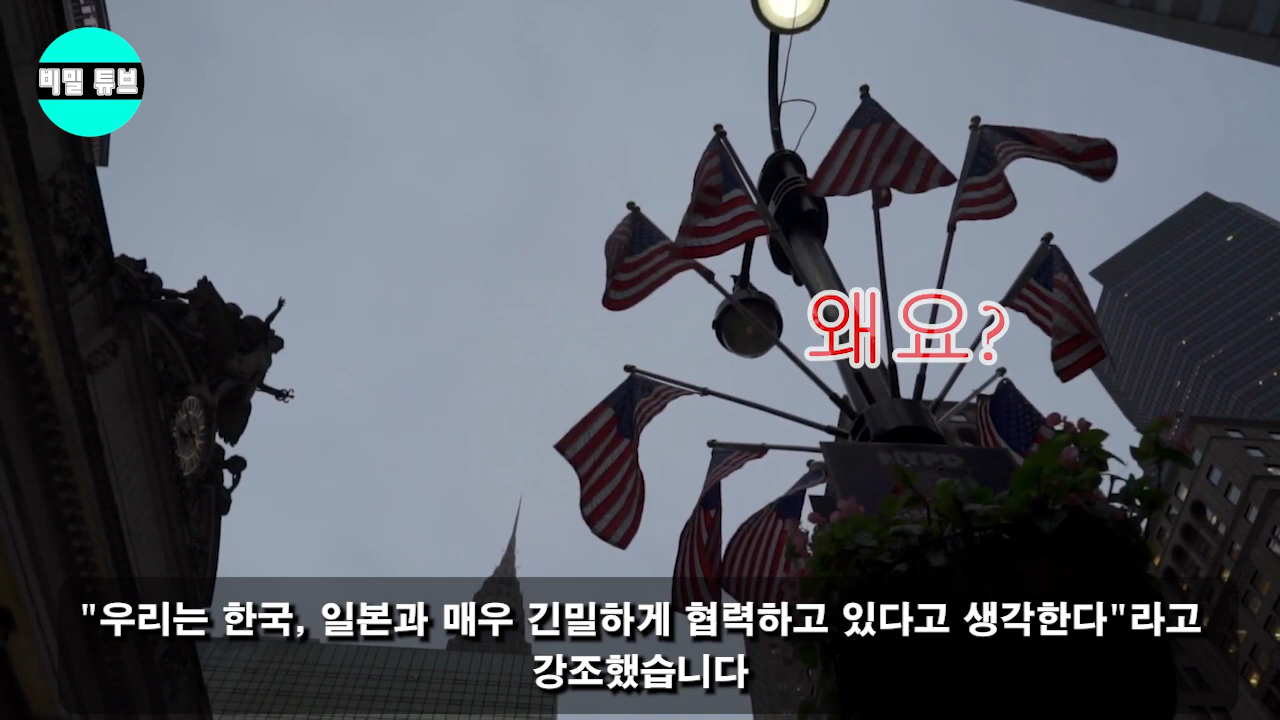 비밀 튜브
왜요?
"우리는 한국, 일본과 매우 긴밀하게 협력하고 있다고 생각한다"라고
강조했습니다